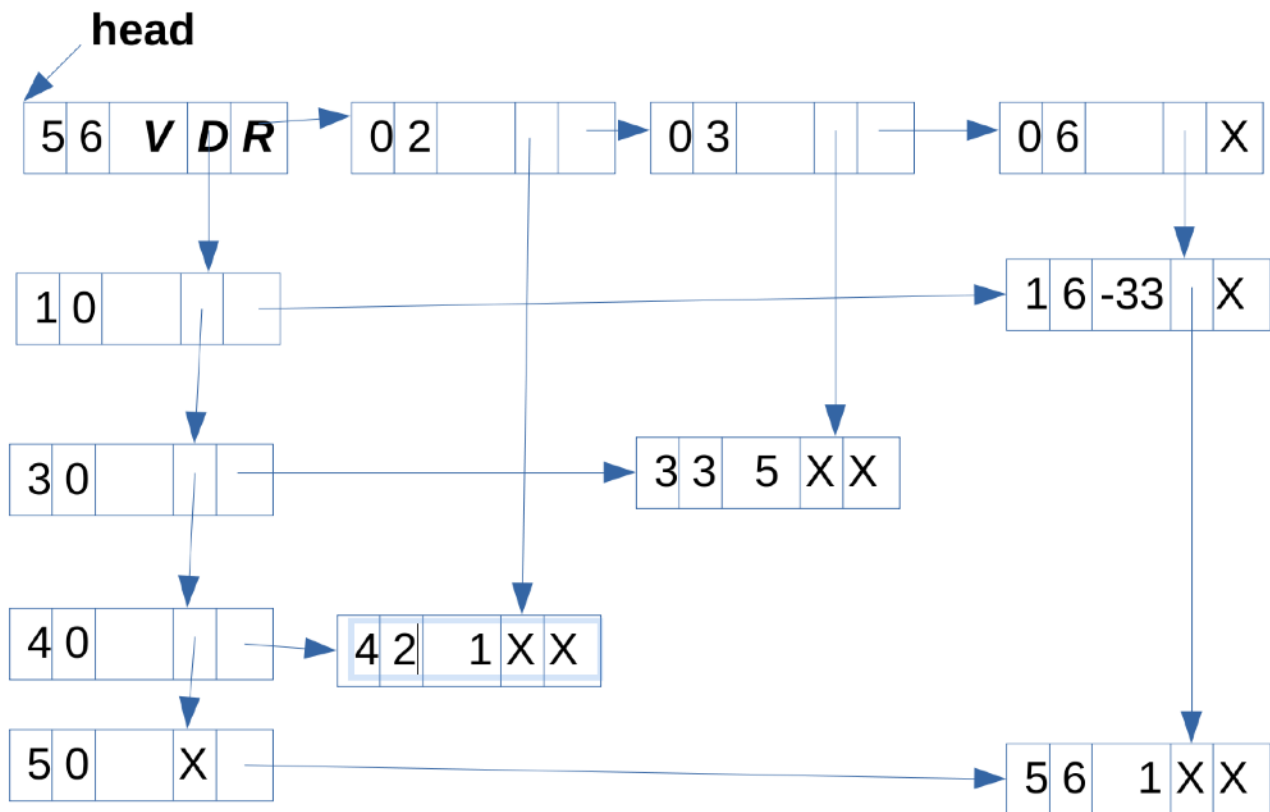 head
5 6 V D R
0 2
0 3
0 6 X
1 0
1 6 -33 X
3 0
3 3 5 X X
4 0
4 2 1 X X
5 0 X
5 6 1 X X